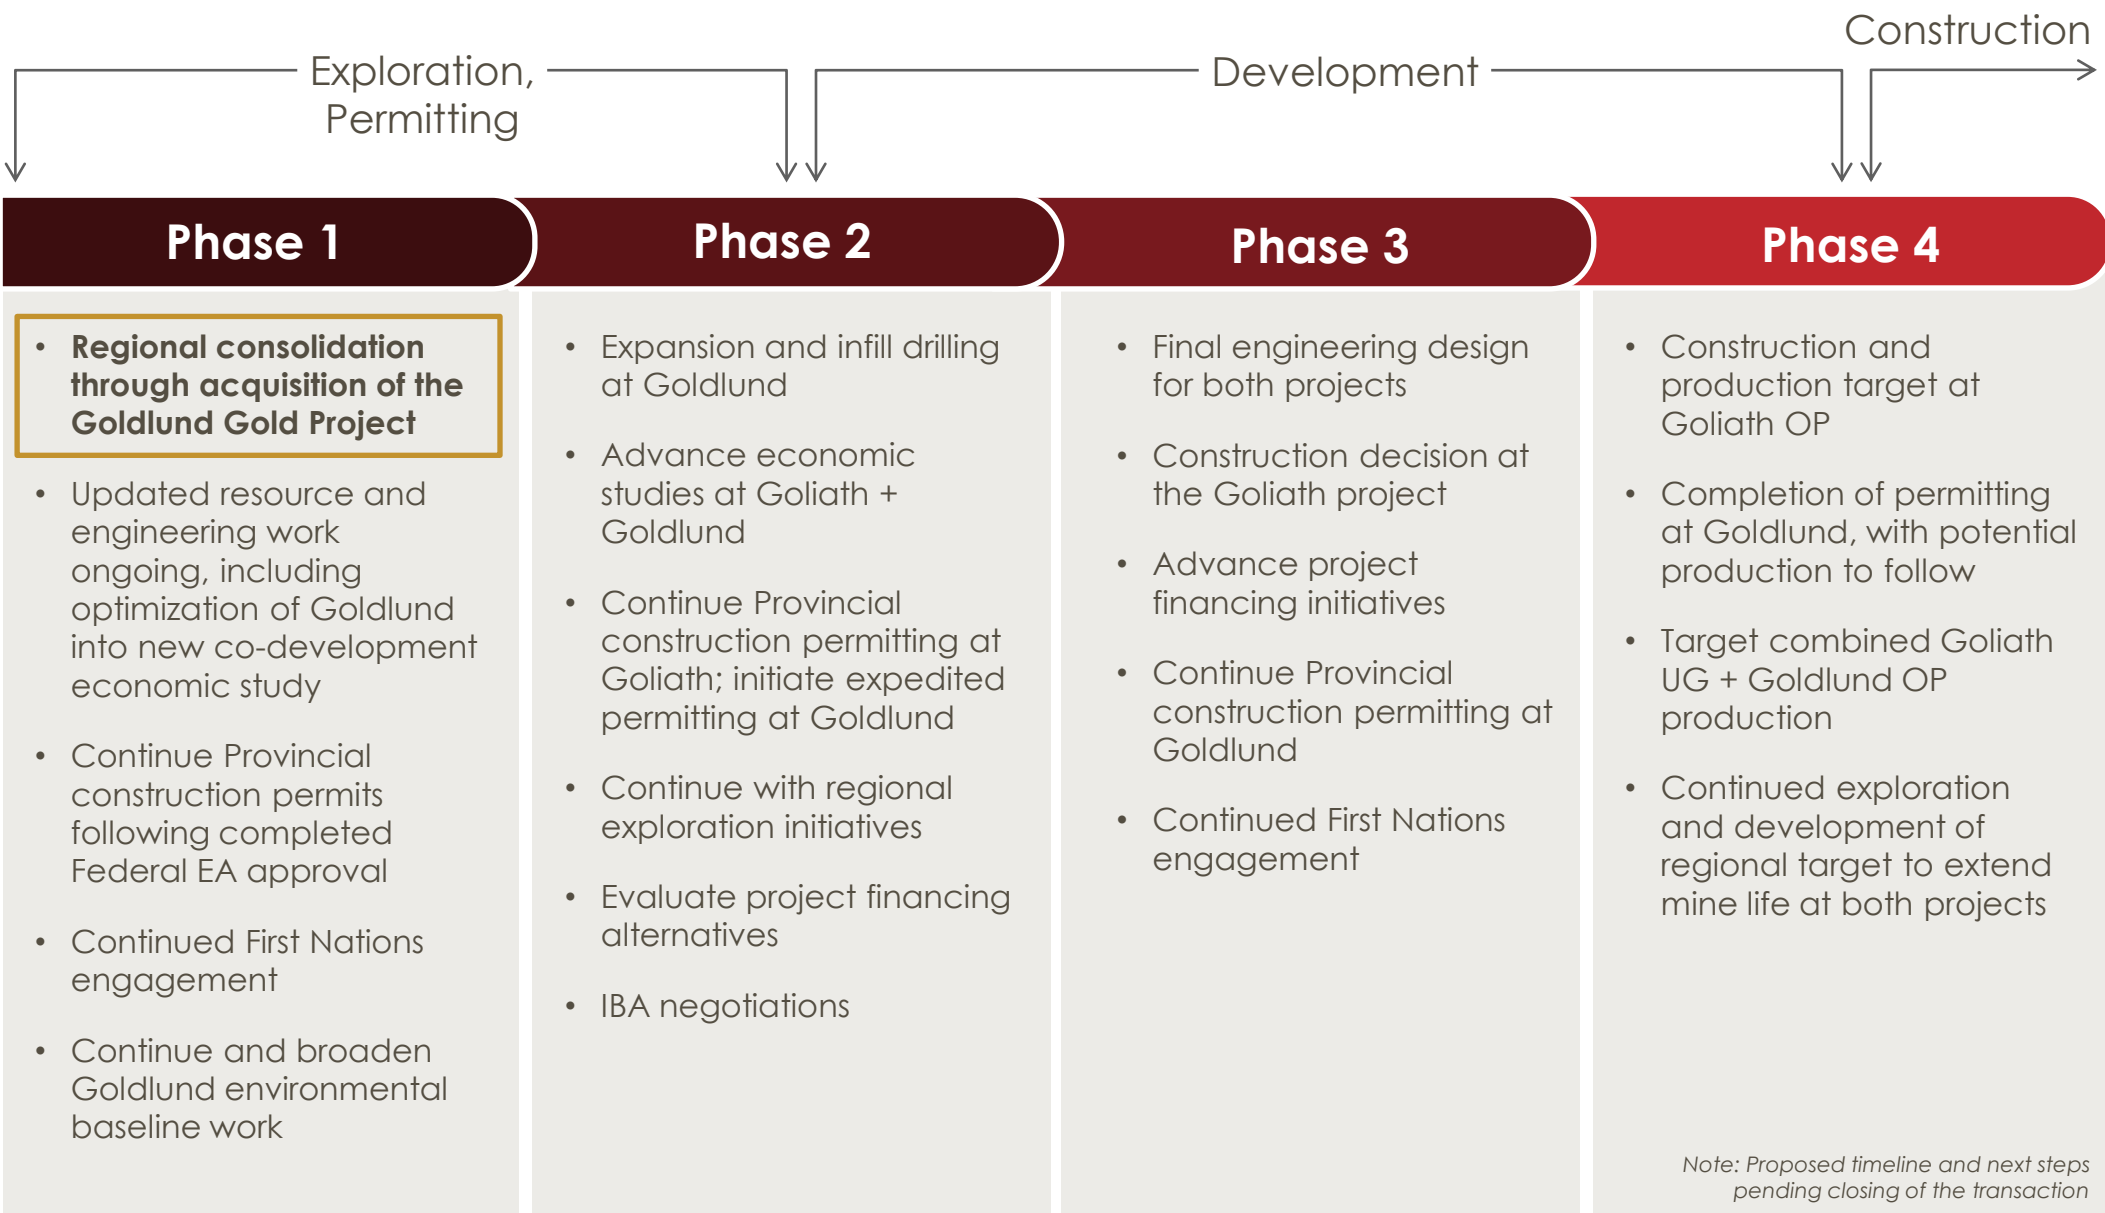 Construction
Exploration,
Permitting
Development
Phase 1
Phase 2
Phase 3
Phase 4
• Regional consolidation
through acquisition of the
Goldlund Gold Project
• Updated resource and
engineering work
ongoing, including
optimization of Goldlund
into new co-development
economic study
• Continue Provincial
construction permits
following completed
Federal EA approval
• Continued First Nations
engagement
• Continue and broaden
Goldlund environmental
baseline work
• Expansion and infill drilling
at Goldlund
• Advance economic
studies at Goliath +
Goldlund
• Continue Provincial
construction permitting at
Goliath; initiate expedited
permitting at Goldlund
• Continue with regional
exploration initiatives
• Evaluate project financing
alternatives
• IBA negotiations
• Final engineering design
for both projects
• Construction decision at
the Goliath project
• Advance project
financing initiatives
• Continue Provincial
construction permitting at
Goldlund
• Continued First Nations
engagement
• Construction and
production target at
Goliath OP
• Completion of permitting
at Goldlund, with potential
production to follow
• Target combined Goliath
UG + Goldlund OP
production
• Continued exploration
and development of
regional target to extend
mine life at both projects
Note: Proposed timeline and next steps
pending closing of the transaction